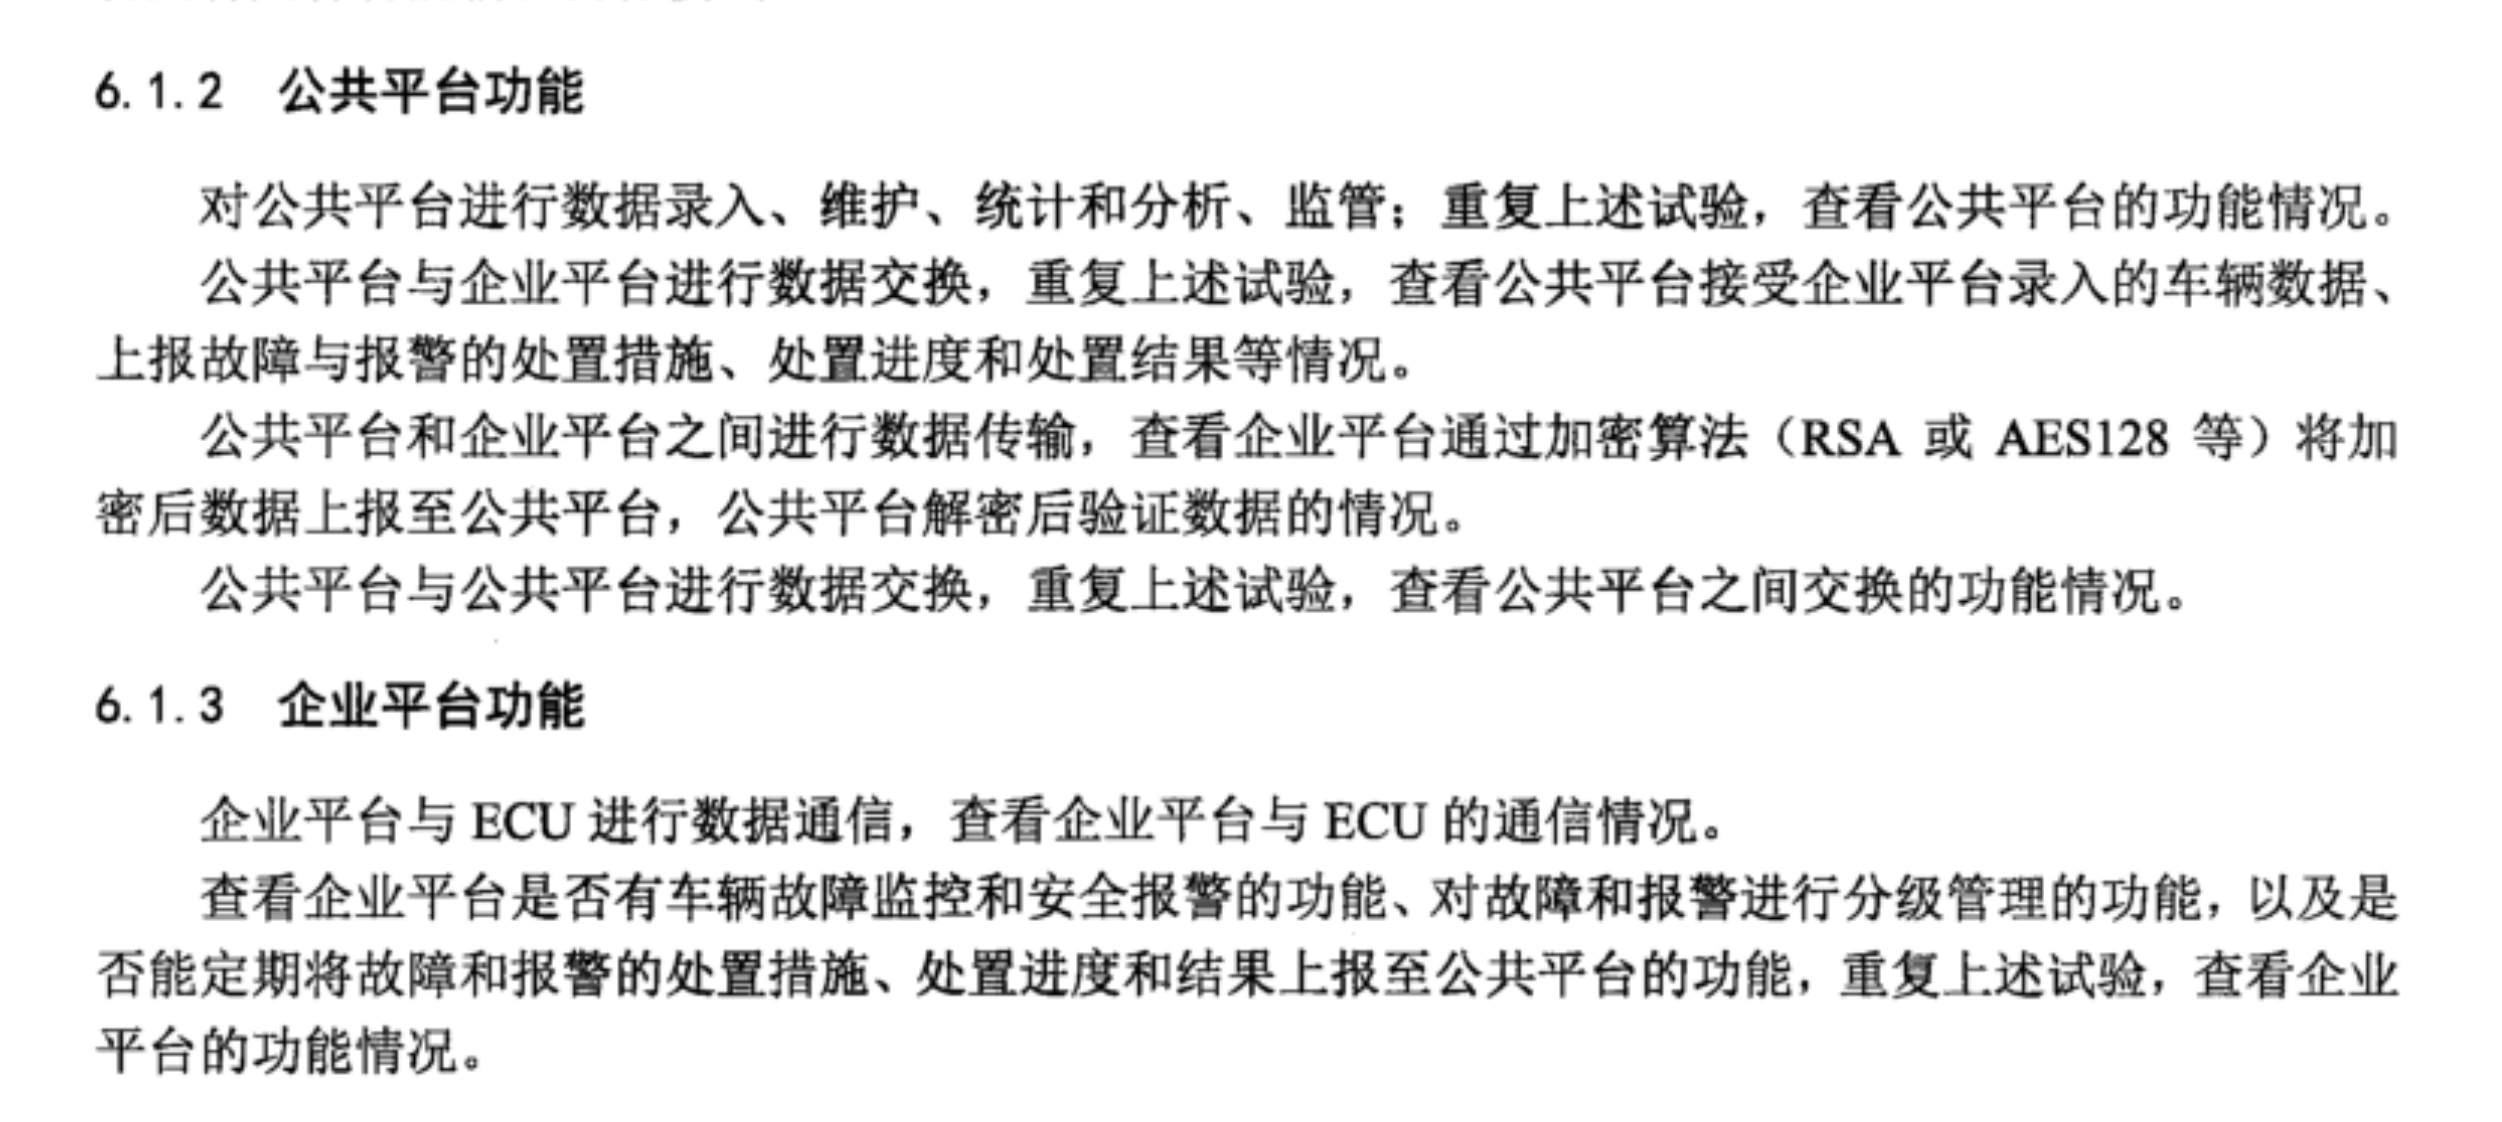 6.1.2 公共平台功能
对公共平台进行数据录入、维护、统计和分析、监管；重复上述试验，查看公共平台的功能情况。
公共平台与企业平台进行数据交换，重复上述试验，查看公共平台接受企业平台录入的车辆数据、
上报故障与报警的处置措施、处置进度和处置结果等情况。
公共平台和企业平台之间进行数据传输，查看企业平台通过加密算法（RSA 或 AES128 等）将加
密后数据上报至公共平台，公共平台解密后验证数据的情况。
公共平台与公共平台进行数据交换，重复上述试验，查看公共平台之间交换的功能情况。
6.1.3 企业平台功能
企业平台与 ECU 进行数据通信，查看企业平台与 ECU 的通信情况。
查看企业平台是否有车辆故障监控和安全报警的功能、对故障和报警进行分级管理的功能，以及是
否能定期将故障和报警的处置措施、处置进度和结果上报至公共平台的功能，重复上述试验，查看企业
平台的功能情况。